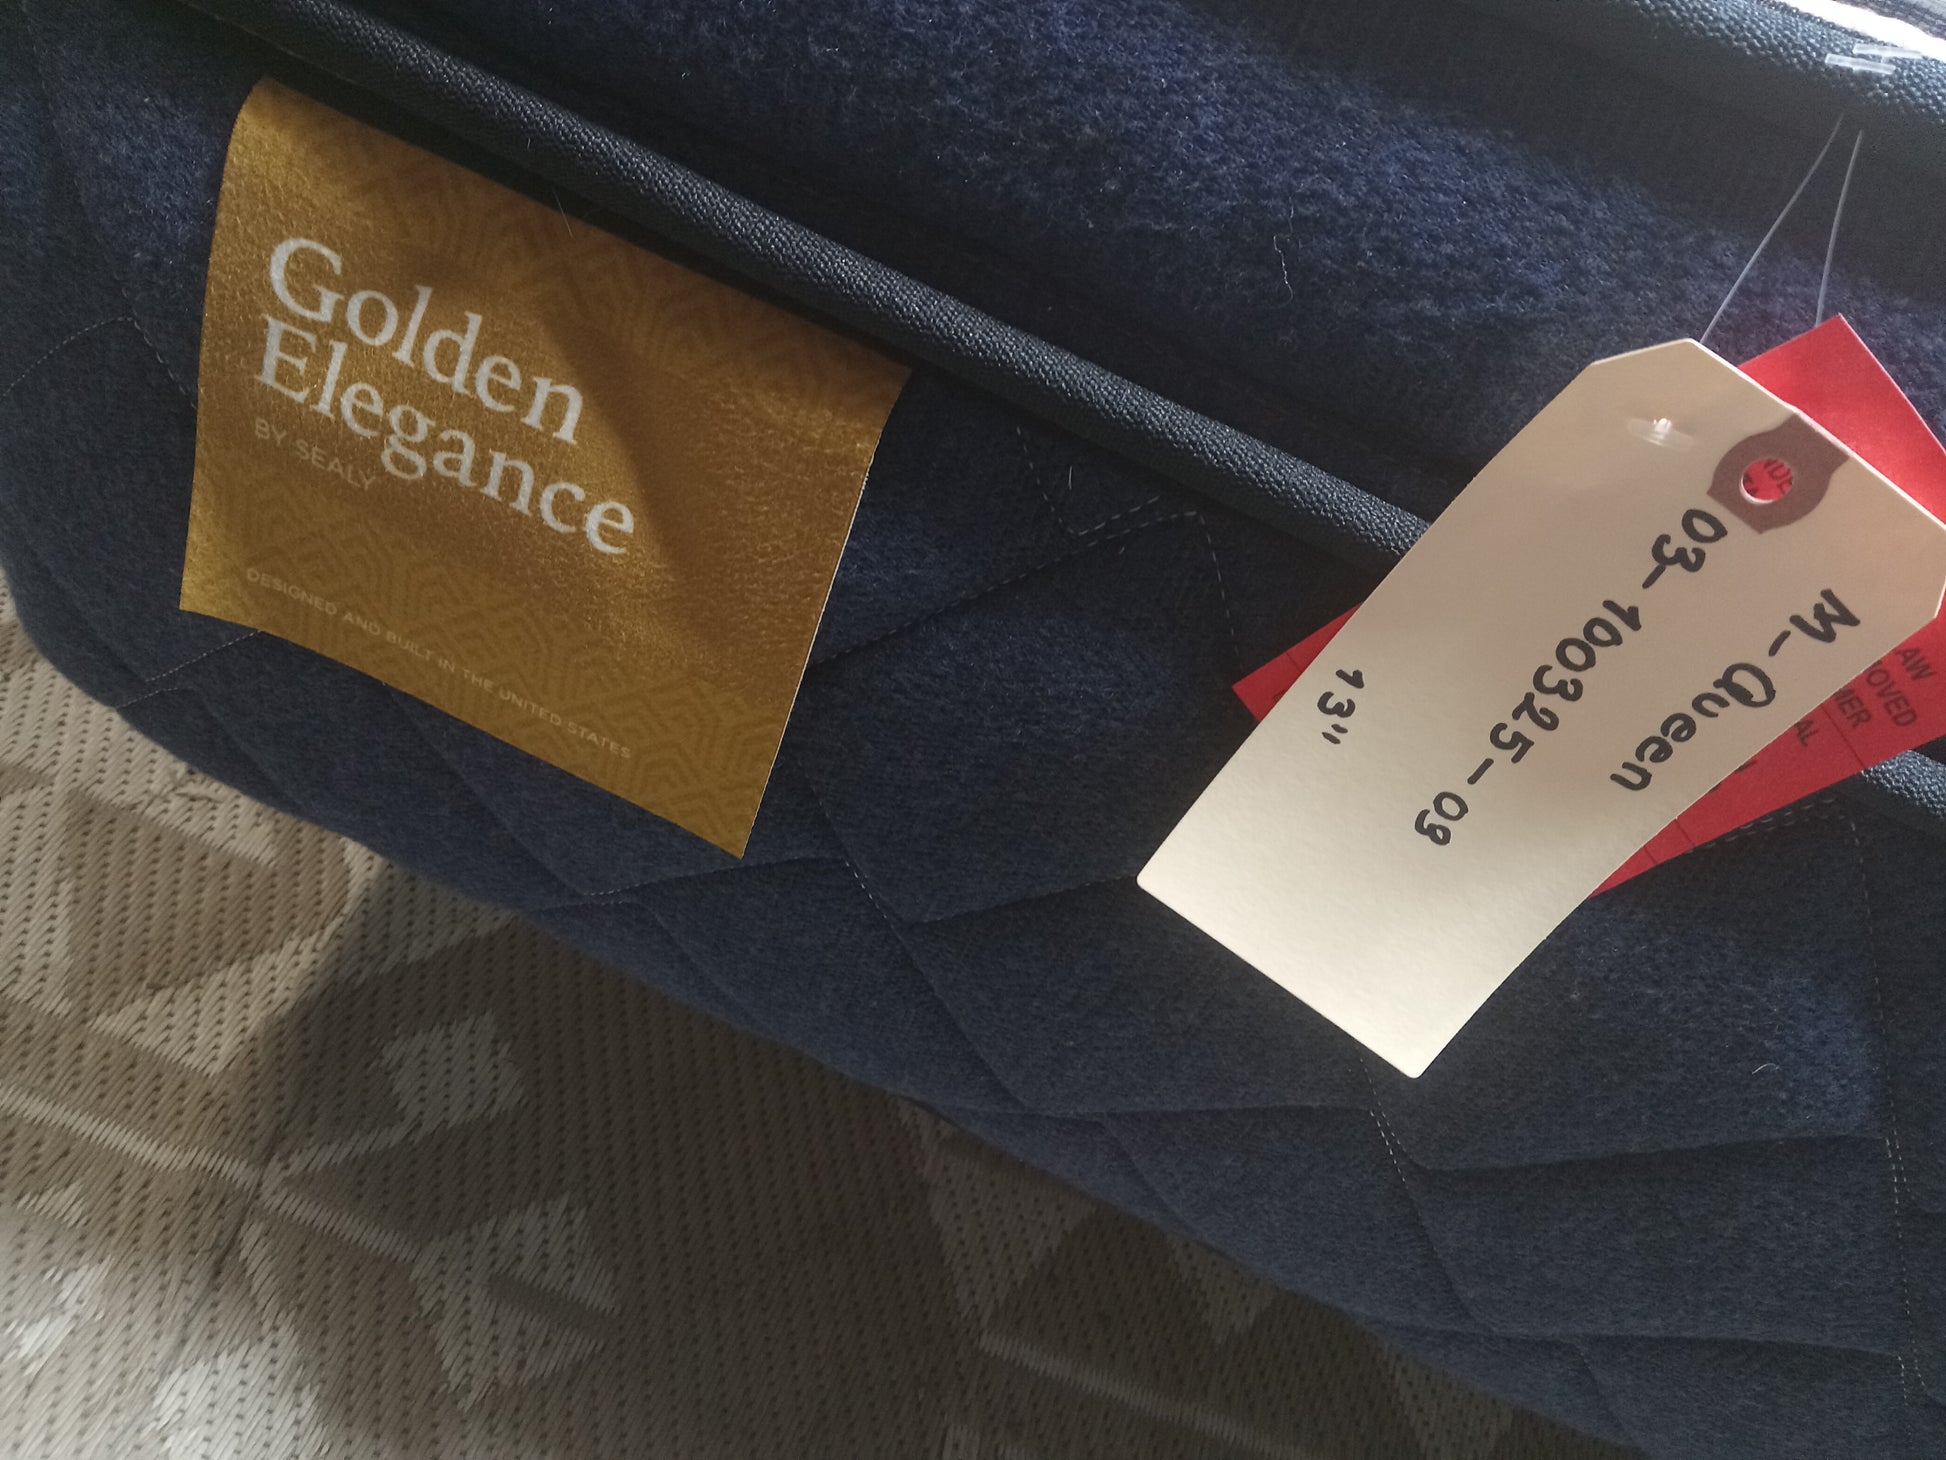 Golden
Elegance
BY SEALY
DESIGNED AND BUILT IN THE UNITED STATES
M-Queen
03-100325-09
13"